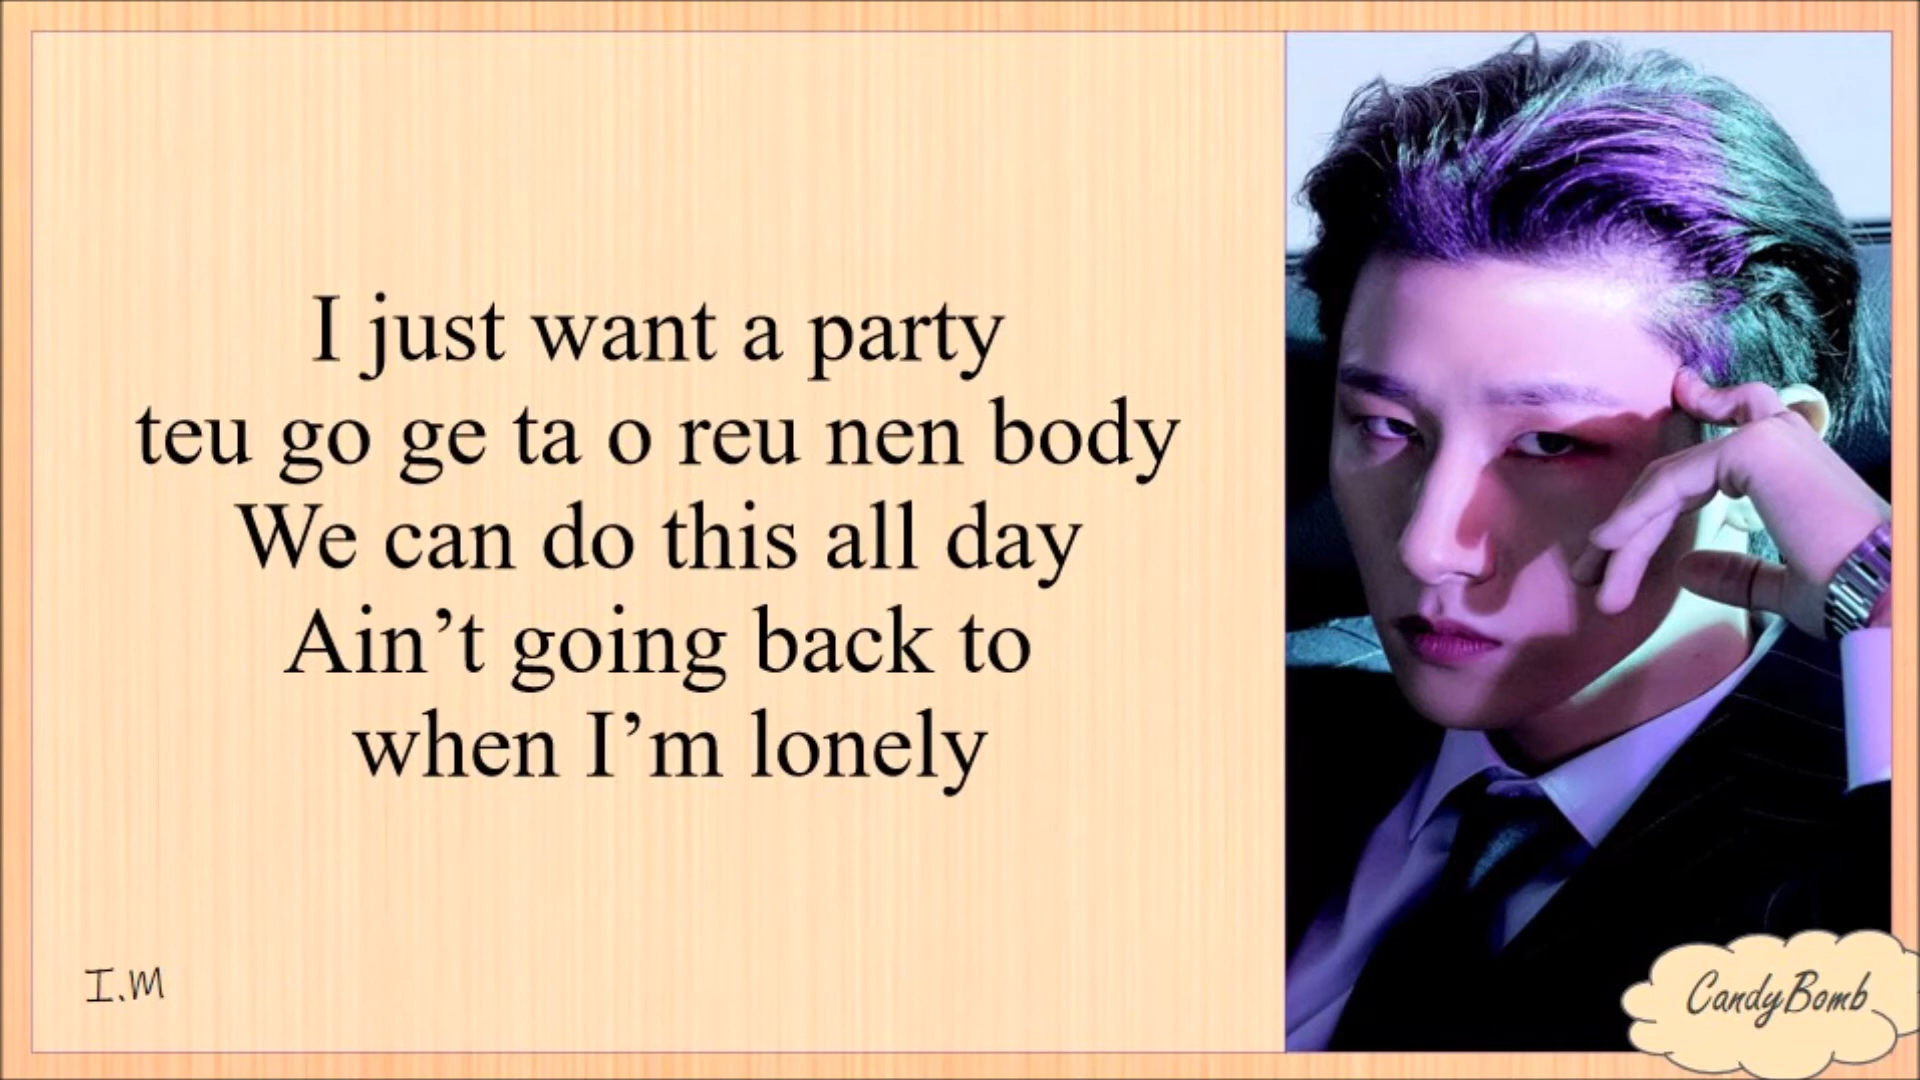 I just want a party
teu go ge ta o reu nen body
We can do this all day
Ain’t going back to
when I’m lonely
I.M
CandyBomb